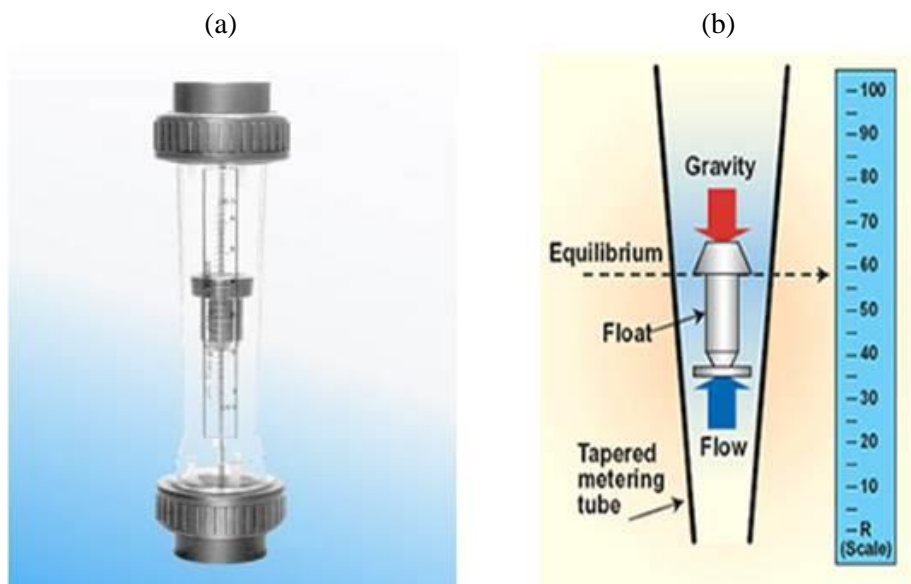 (a)
(b)
Gravity
Equilibrium
Float
Flow
Tapered
metering
tube
100
90
80
70
60
50
40
30
20
10
R
(Scale)